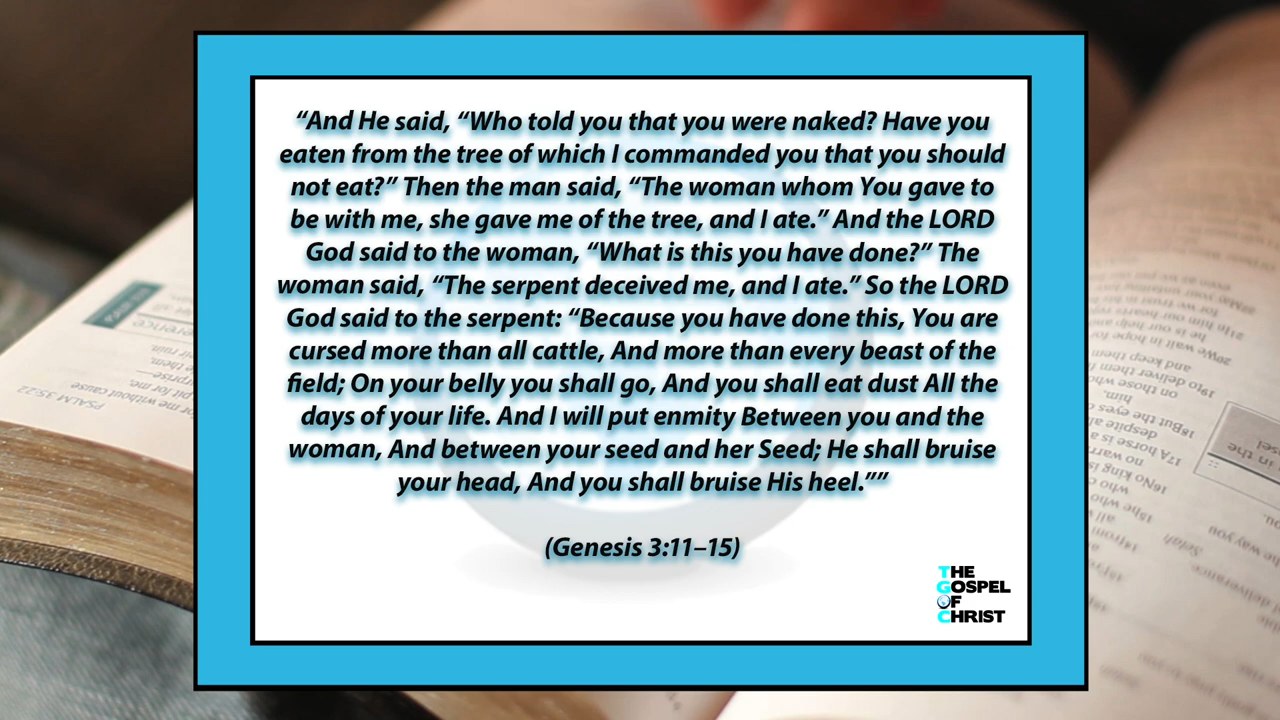 “And He said, “Who told you that you were naked? Have you
eaten from the tree of which I commanded you that you should
not eat?” Then the man said, “The woman whom You gave to
be with me, she gave me of the tree, and I ate.” And the LORD
God said to the woman, “What is this you have done?” The
woman said, “The serpent deceived me, and I ate.” So the LORD
God said to the serpent: “Because you have done this, You are
cursed more than all cattle, And more than every beast of the
field; On your belly you shall go, And you shall eat dust All the
days of your life. And I will put enmity Between you and the
woman, And between your seed and her Seed; He shall bruise
your head, And you shall bruise His heel.””
(Genesis 3:11–15)
THE
GOSPEL
OF
CHRIST
PSALM 35:22